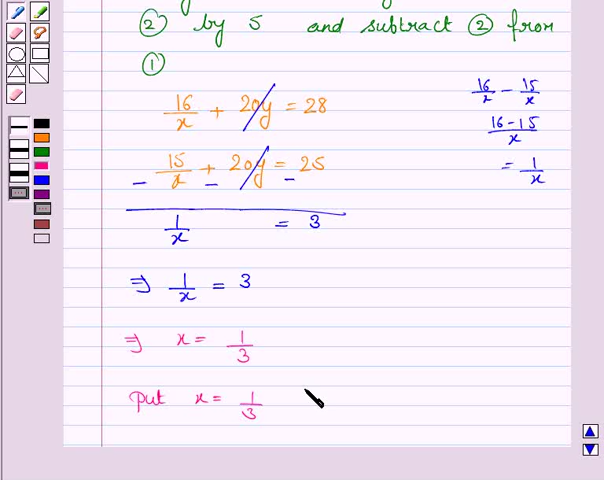 ② by 5 and subtract ② from
①
16/x + 20y = 28
15/x + 20y = 25
− − −
1/x = 3
⇒ 1/x = 3
⇒ x = 1/3
Put x = 1/3
16/x − 15/x
16-15/x
= 1/x